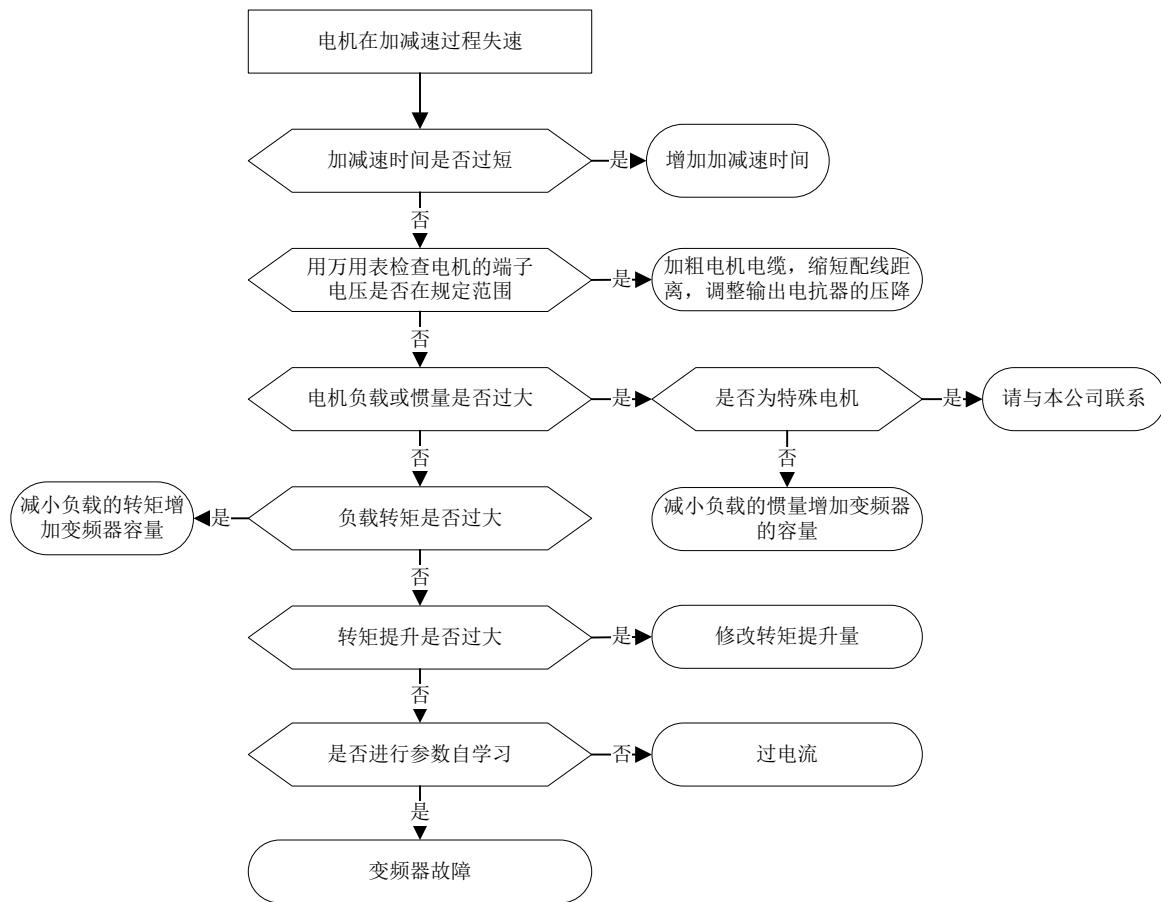 电机在加减速过程失速
加减速时间是否过短
是
增加加减速时间
否
用万用表检查电机的端子
电压是否在规定范围
是
加粗电机电缆，缩短配线距
离，调整输出电抗器的压降
否
电机负载或惯量是否过大
是
是否为特殊电机
是
请与本公司联系
否
否
减小负载的转矩增
加变频器容量
是
负载转矩是否过大
减小负载的惯量增加变频器
的容量
否
转矩提升是否过大
是
修改转矩提升量
否
是否进行参数自学习
否
过电流
是
变频器故障